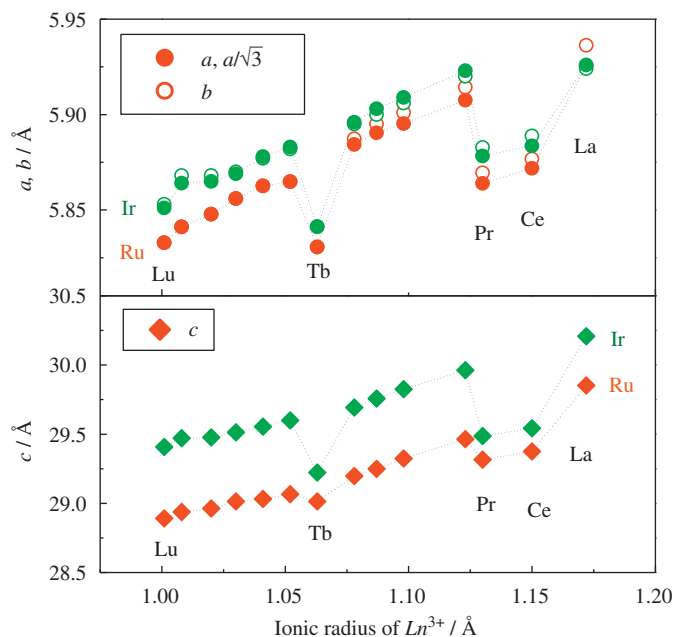 5.95
a, a/√3
b
5.90
a, b / Å
La
5.85
Ir
Pr
Ce
Ru
Lu
Tb
30.5
c
Ir
30.0
Ru
c / Å
29.5
La
29.0
Pr
Ce
Tb
Lu
28.5
1.00 1.05 1.10 1.15 1.20
Ionic radius of Ln³⁺ / Å